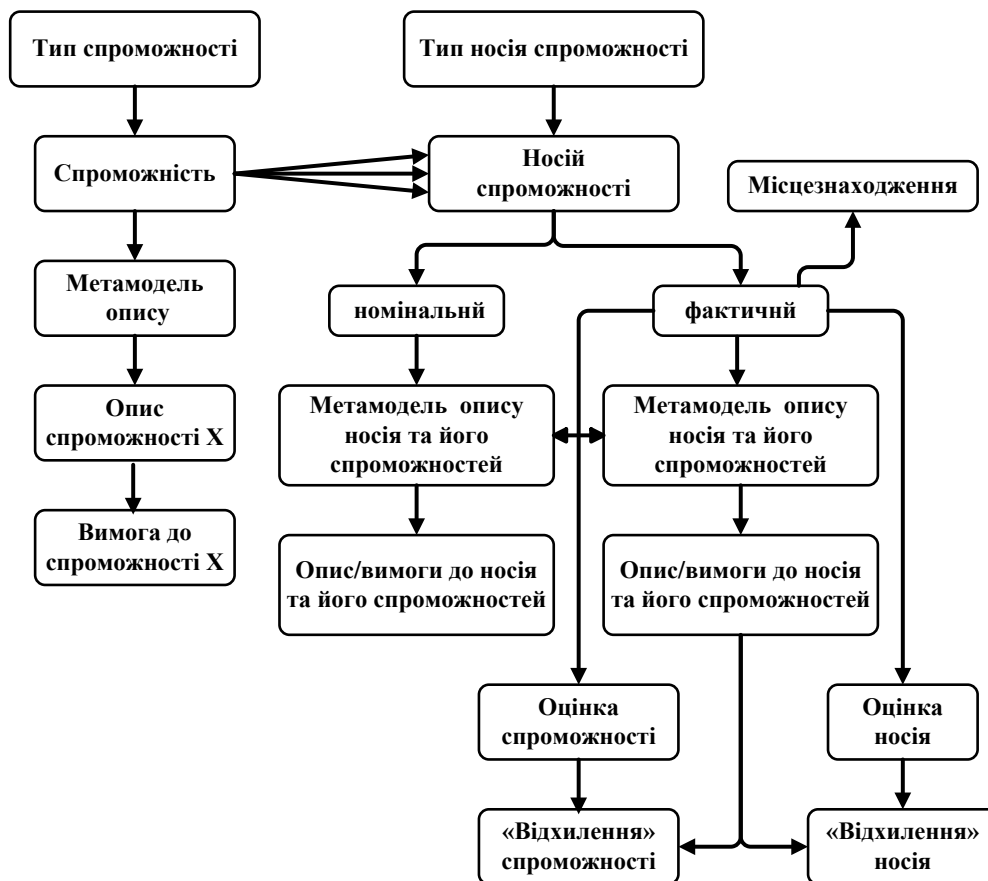 Тип спроможності
Тип носія спроможності
Спроможність
Носій
спроможності
Місцезнаходження
Метамодель
опису
номінальнй
фактичнй
Опис
спроможності Х
Метамодель опису
носія та його
спроможностей
Метамодель опису
носія та його
спроможностей
Вимога до
спроможності Х
Опис/вимоги до носія
та його спроможностей
Опис/вимоги до носія
та його спроможностей
Оцінка
спроможності
Оцінка
носія
«Відхилення»
спроможності
«Відхилення»
носія